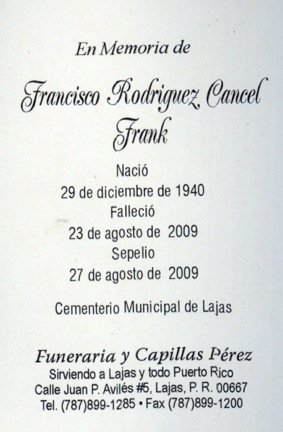 En Memoria de
Francisco Rodriguez Cancel
Frank
Nació
29 de diciembre de 1940
Falleció
23 de agosto de 2009
Sepelio
27 de agosto de 2009
Cementerio Municipal de Lajas
Funeraria y Capillas Pérez
Sirviendo a Lajas y todo Puerto Rico
Calle Juan P. Avilés #5, Lajas, P. R. 00667
Tel. (787)899-1285 • Fax (787)899-1200